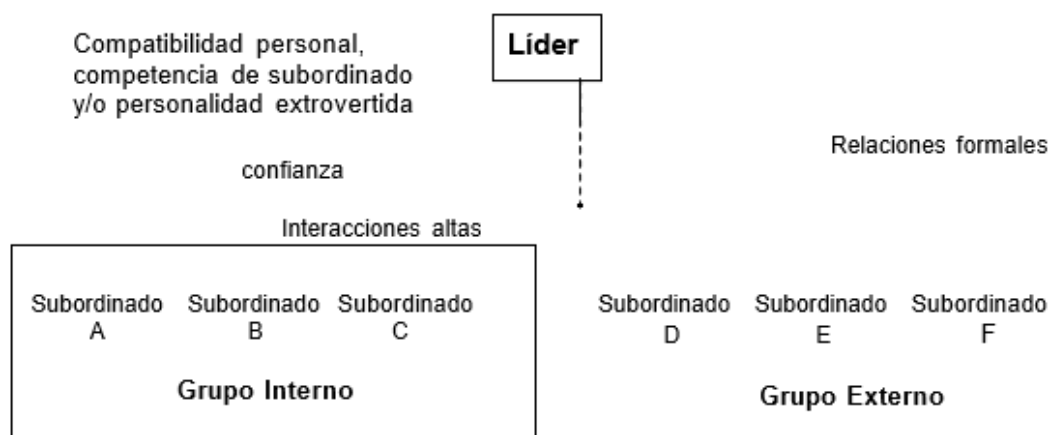 Compatibilidad personal,
competencia de subordinado
y/o personalidad extrovertida
Líder
Relaciones formales
confianza
Interacciones altas
Subordinado Subordinado Subordinado
A B C
Grupo Interno
Subordinado Subordinado Subordinado
D E F
Grupo Externo